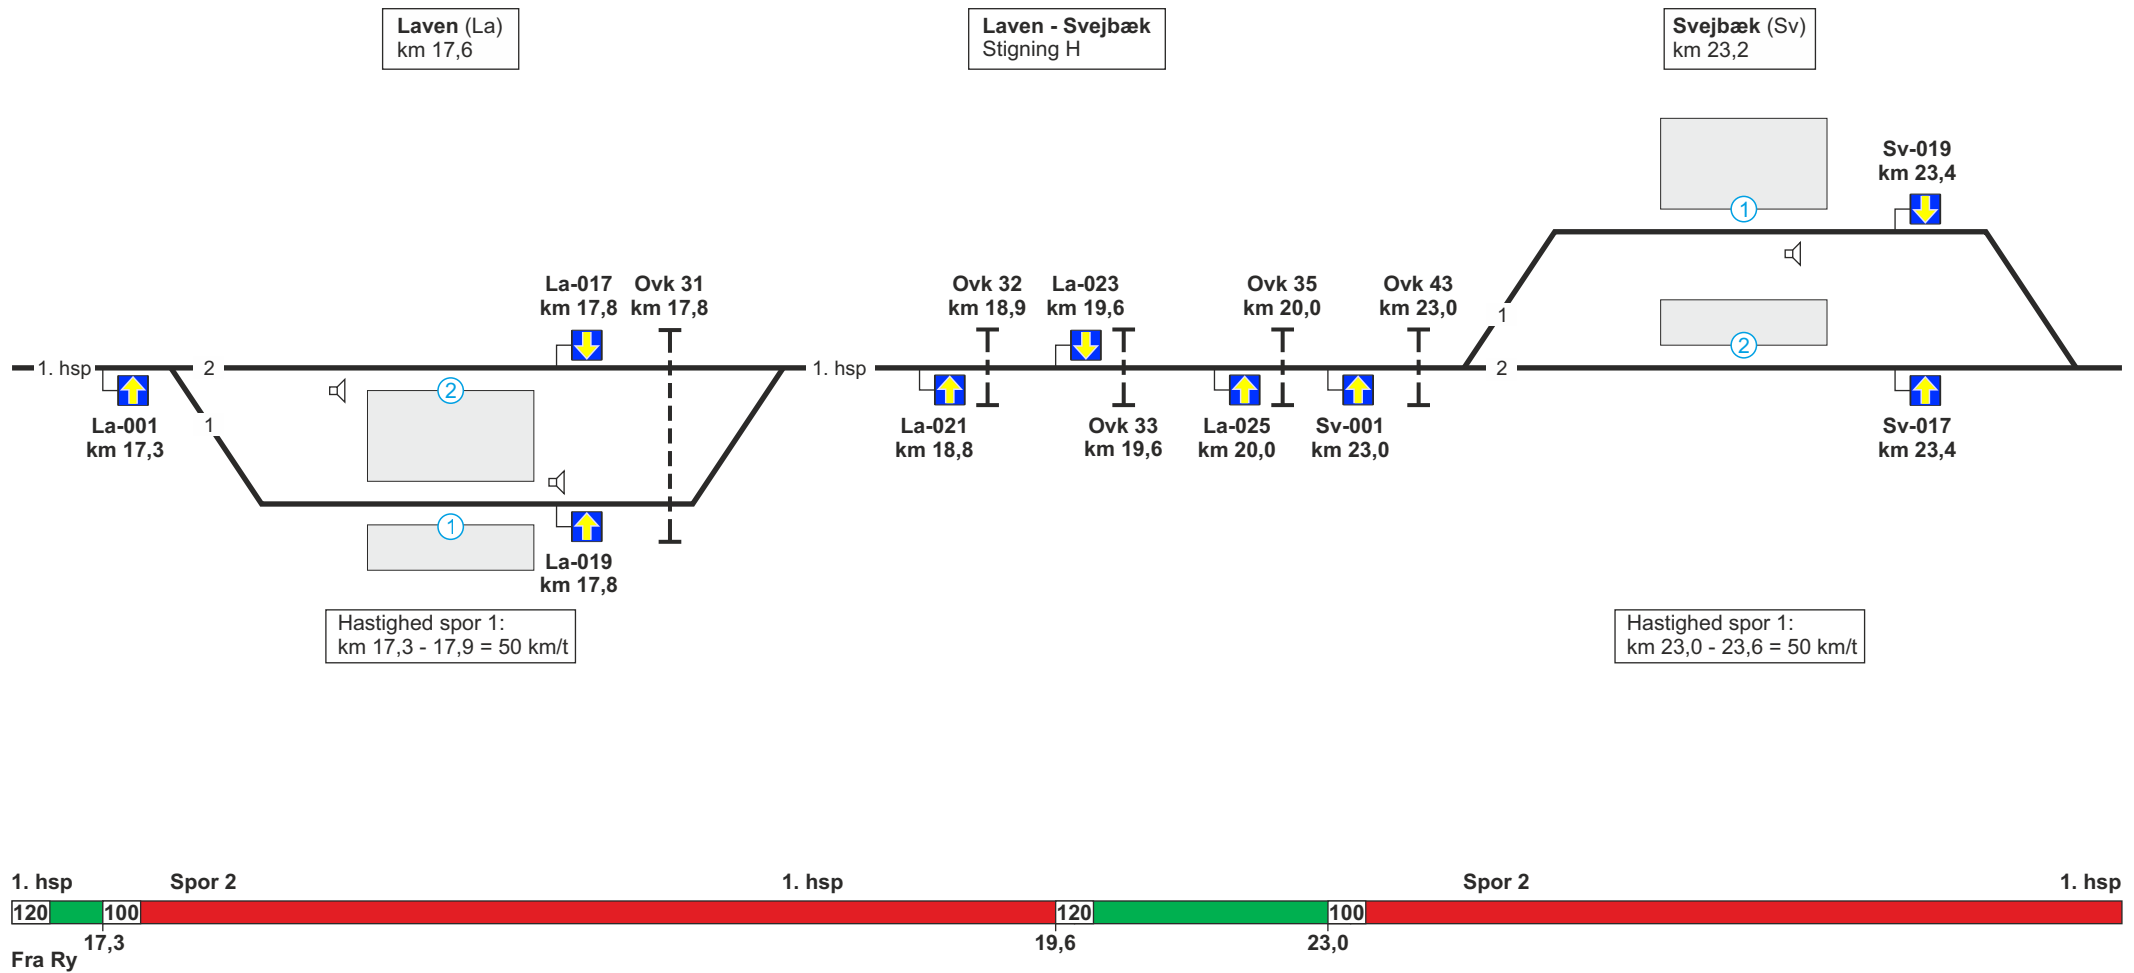 Laven (La)
km 17,6
Laven - Svejbæk
Stigning H
Svejbæk (Sv)
km 23,2
Sv-019
km 23,4
1
La-017
km 17,8
Ovk 31
km 17,8
Ovk 32
km 18,9
La-023
km 19,6
Ovk 35
km 20,0
Ovk 43
km 23,0
1
2
1. hsp
2
1. hsp
2
2
La-001
km 17,3
1
La-021
km 18,8
Ovk 33
km 19,6
La-025
km 20,0
Sv-001
km 23,0
Sv-017
km 23,4
1
La-019
km 17,8
Hastighed spor 1:
km 17,3 - 17,9 = 50 km/t
Hastighed spor 1:
km 23,0 - 23,6 = 50 km/t
1. hsp
Spor 2
1. hsp
Spor 2
1. hsp
120
100
120
100
17,3
19,6
23,0
Fra Ry